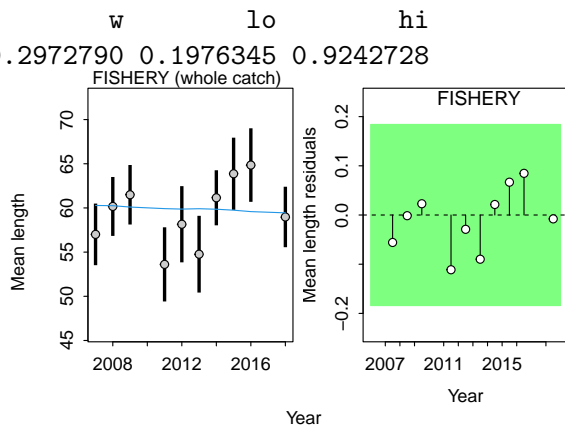 w lo hi
0.2972790 0.1976345 0.9242728
FISHERY (whole catch)
Mean length
45 50 55 60 65 70
2008 2012 2016
FISHERY
Mean length residuals
−0.2 0.0 0.1 0.2
2007 2011 2015
Year
Year